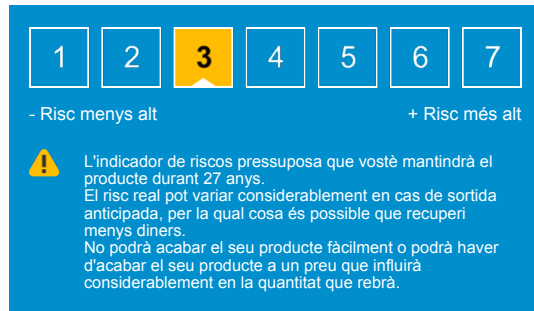 1 2 3 4 5 6 7
- Risc menys alt + Risc més alt
L'indicador de riscos pressuposa que vostè mantindrà el
producte durant 27 anys.
El risc real pot variar considerablement en cas de sortida
anticipada, per la qual cosa és possible que recuperi
menys diners.
No podrà acabar el seu producte fàcilment o podrà haver
d'acabar el seu producte a un preu que influirà
considerablement en la quantitat que rebrà.